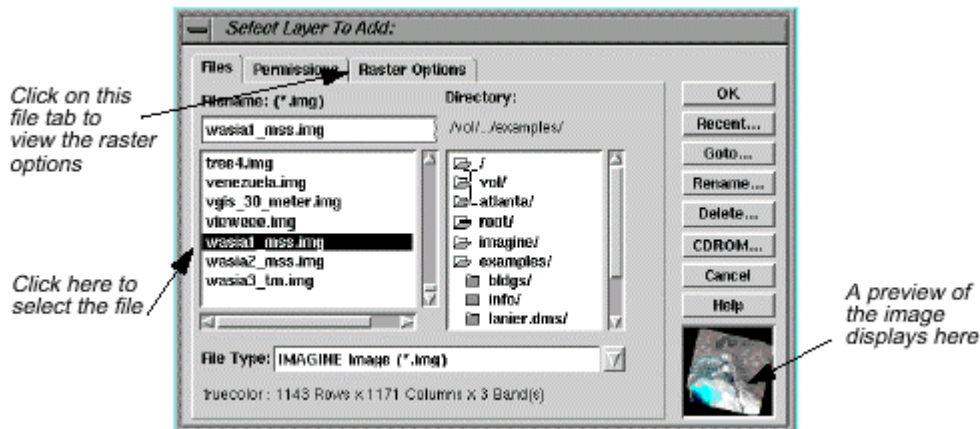 Select Layer To Add:
Files Permissions Raster Options
Click on this
file tab to
view the raster
options
Filename: (*.img)
Directory:
wasia1_mss.img
/vol/.../examples/
tree4.img
venezuela.img
vgis_30_meter.img
vieweee.img
wasia1_mss.img
wasia2_mss.img
wasia3_tm.img
/
vol/
atlanta/
root/
imagine/
examples/
bldgs/
info/
lanier.dms/
Click here to
select the file
File Type: IMAGINE Image (*.img)
truecolor : 1143 Rows x 1171 Columns x 3 Band(s)
OK
Recent...
Goto...
Rename...
Delete...
CDROM...
Cancel
Help
A preview of
the image
displays here